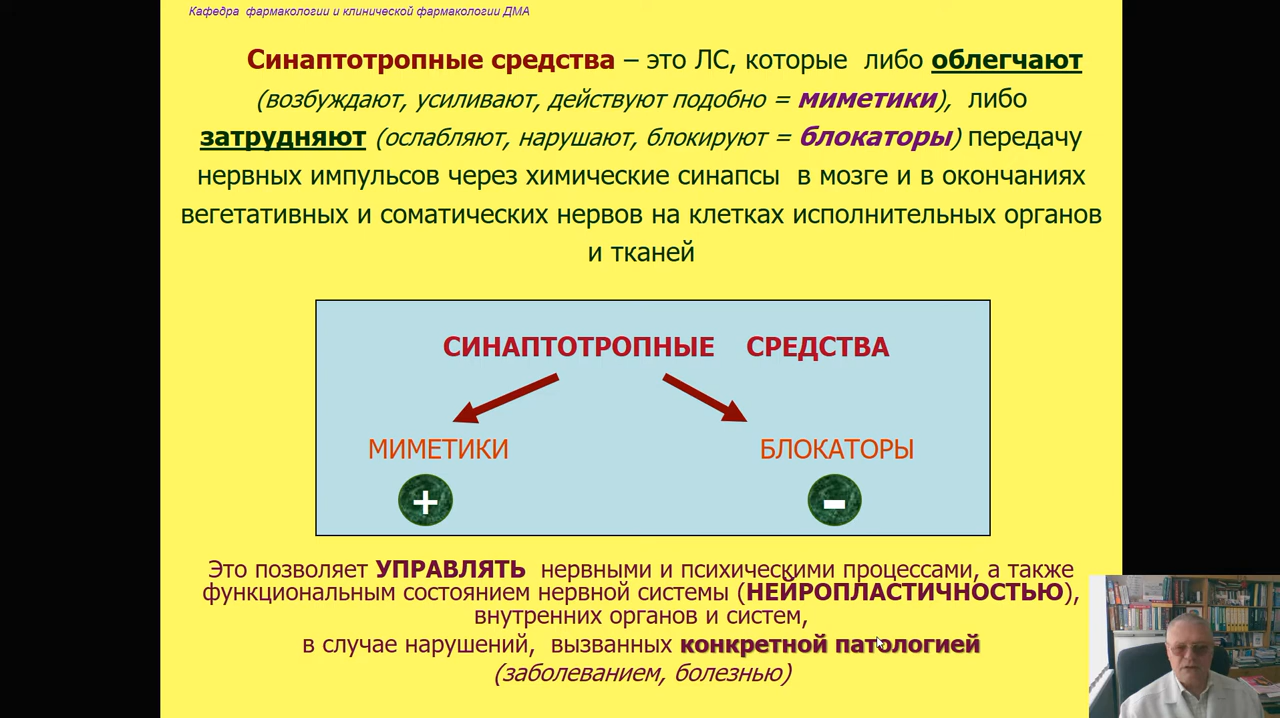 Кафедра фармакологии и клинической фармакологии ДМА
Синаптотропные средства – это ЛС, которые либо облегчают
(возбуждают, усиливают, действуют подобно = миметики), либо
затрудняют (ослабляют, нарушают, блокируют = блокаторы) передачу
нервных импульсов через химические синапсы в мозге и в окончаниях
вегетативных и соматических нервов на клетках исполнительных органов
и тканей
СИНАПТОТРОПНЫЕ СРЕДСТВА
МИМЕТИКИ БЛОКАТОРЫ
+ -
Это позволяет УПРАВЛЯТЬ нервными и психическими процессами, а также
функциональным состоянием нервной системы (НЕЙРОПЛАСТИЧНОСТЬЮ),
внутренних органов и систем,
в случае нарушений, вызванных конкретной патологией
(заболеванием, болезнью)